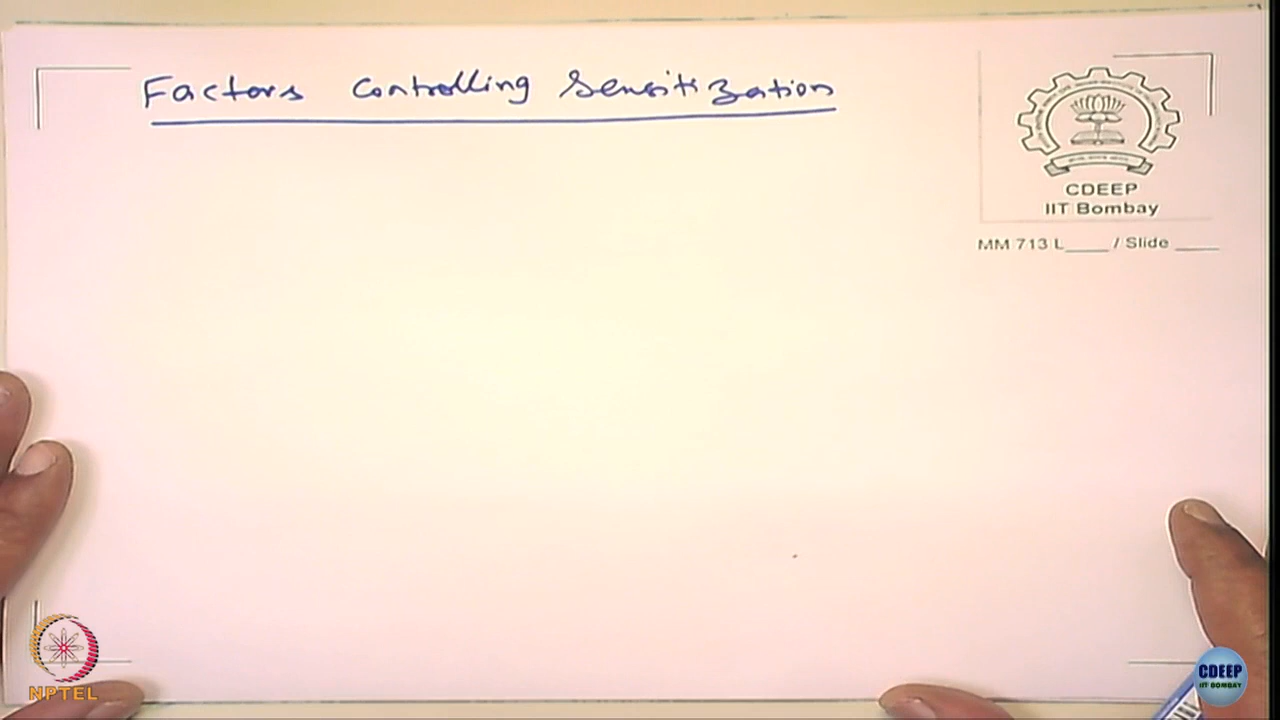 Factors Controlling Sensitization
CDEEP
IIT Bombay
MM 713 L____ / Slide ____
NPTEL
CDEEP
IIT BOMBAY